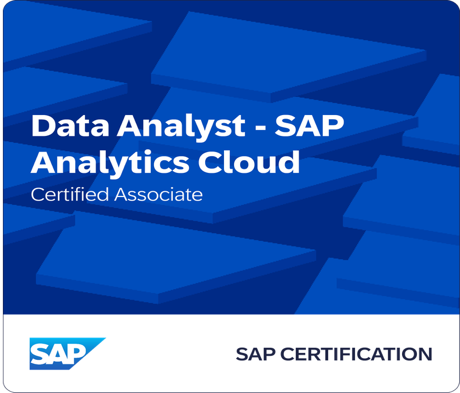 Data Analyst - SAP
Analytics Cloud
Certified Associate
SAP
SAP CERTIFICATION